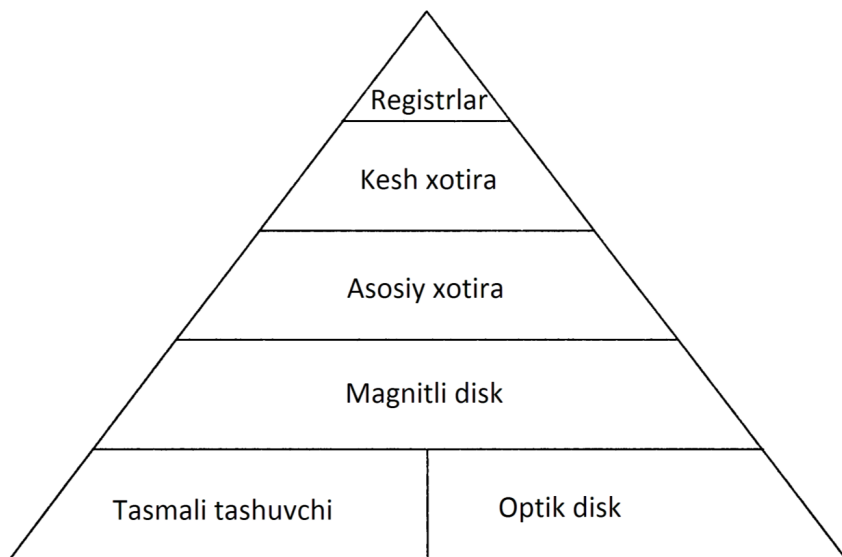 Registrlar
Kesh xotira
Asosiy xotira
Magnitli disk
Tasmali tashuvchi
Optik disk